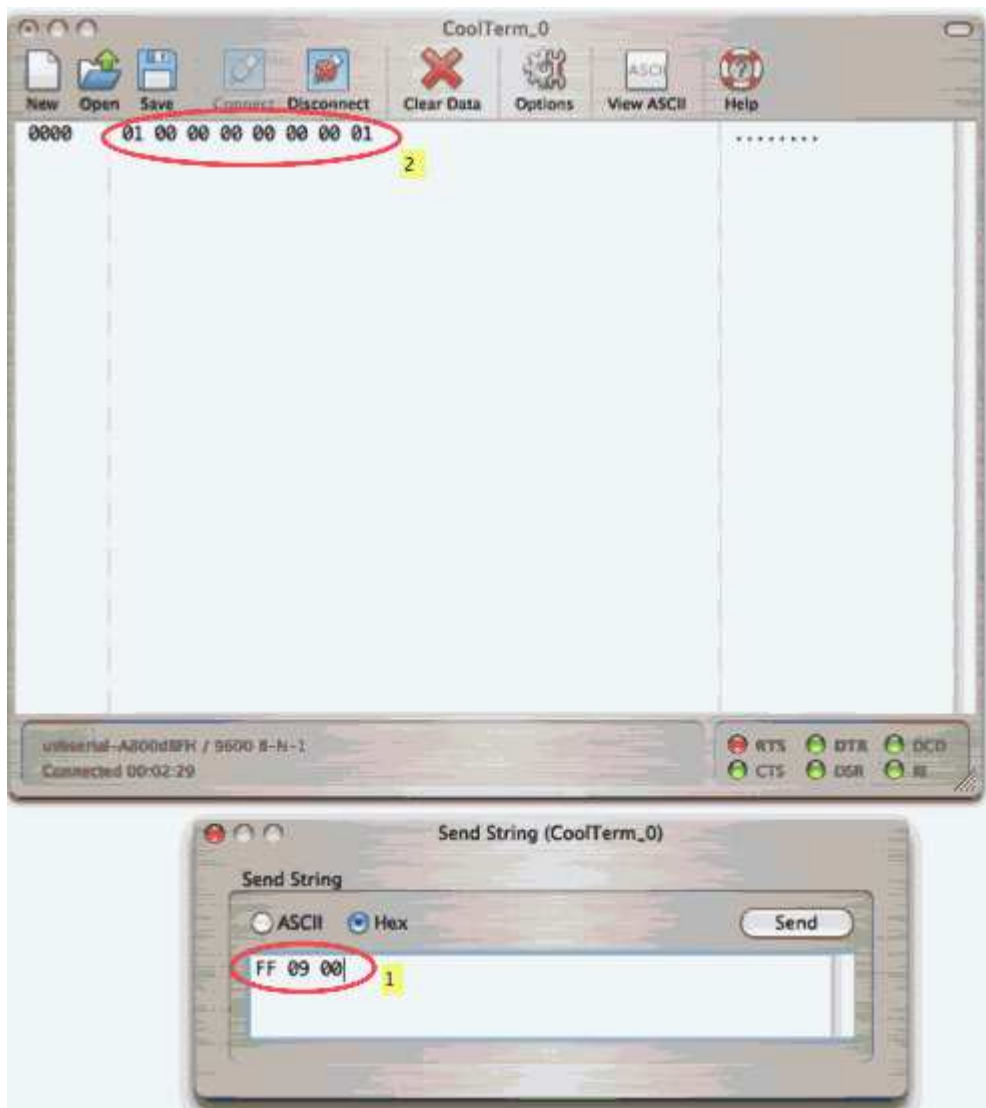 CoolTerm_0
New Open Save Connect Disconnect Clear Data Options ASCII View ASCII Help
0000 01 00 00 00 00 00 00 01 ........
2
usbserial-A800d8FH / 9600 8-N-1
Connected 00:02:29
RTS DTR DCD
CTS DSR RI
Send String (CoolTerm_0)
Send String
ASCII Hex Send
FF 09 00
1